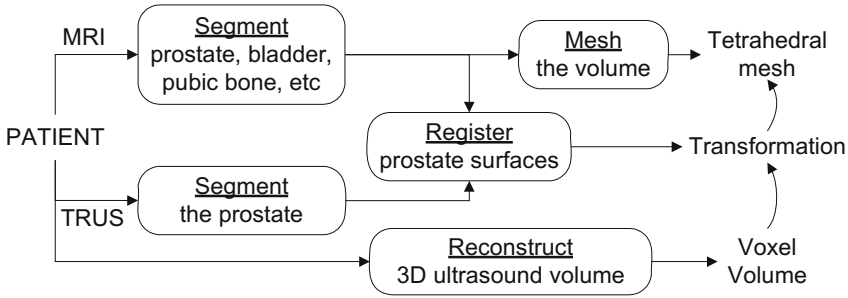 MRI
Segment
prostate, bladder,
pubic bone, etc
Mesh
the volume
Tetrahedral
mesh
PATIENT
Register
prostate surfaces
Transformation
TRUS
Segment
the prostate
Reconstruct
3D ultrasound volume
Voxel
Volume